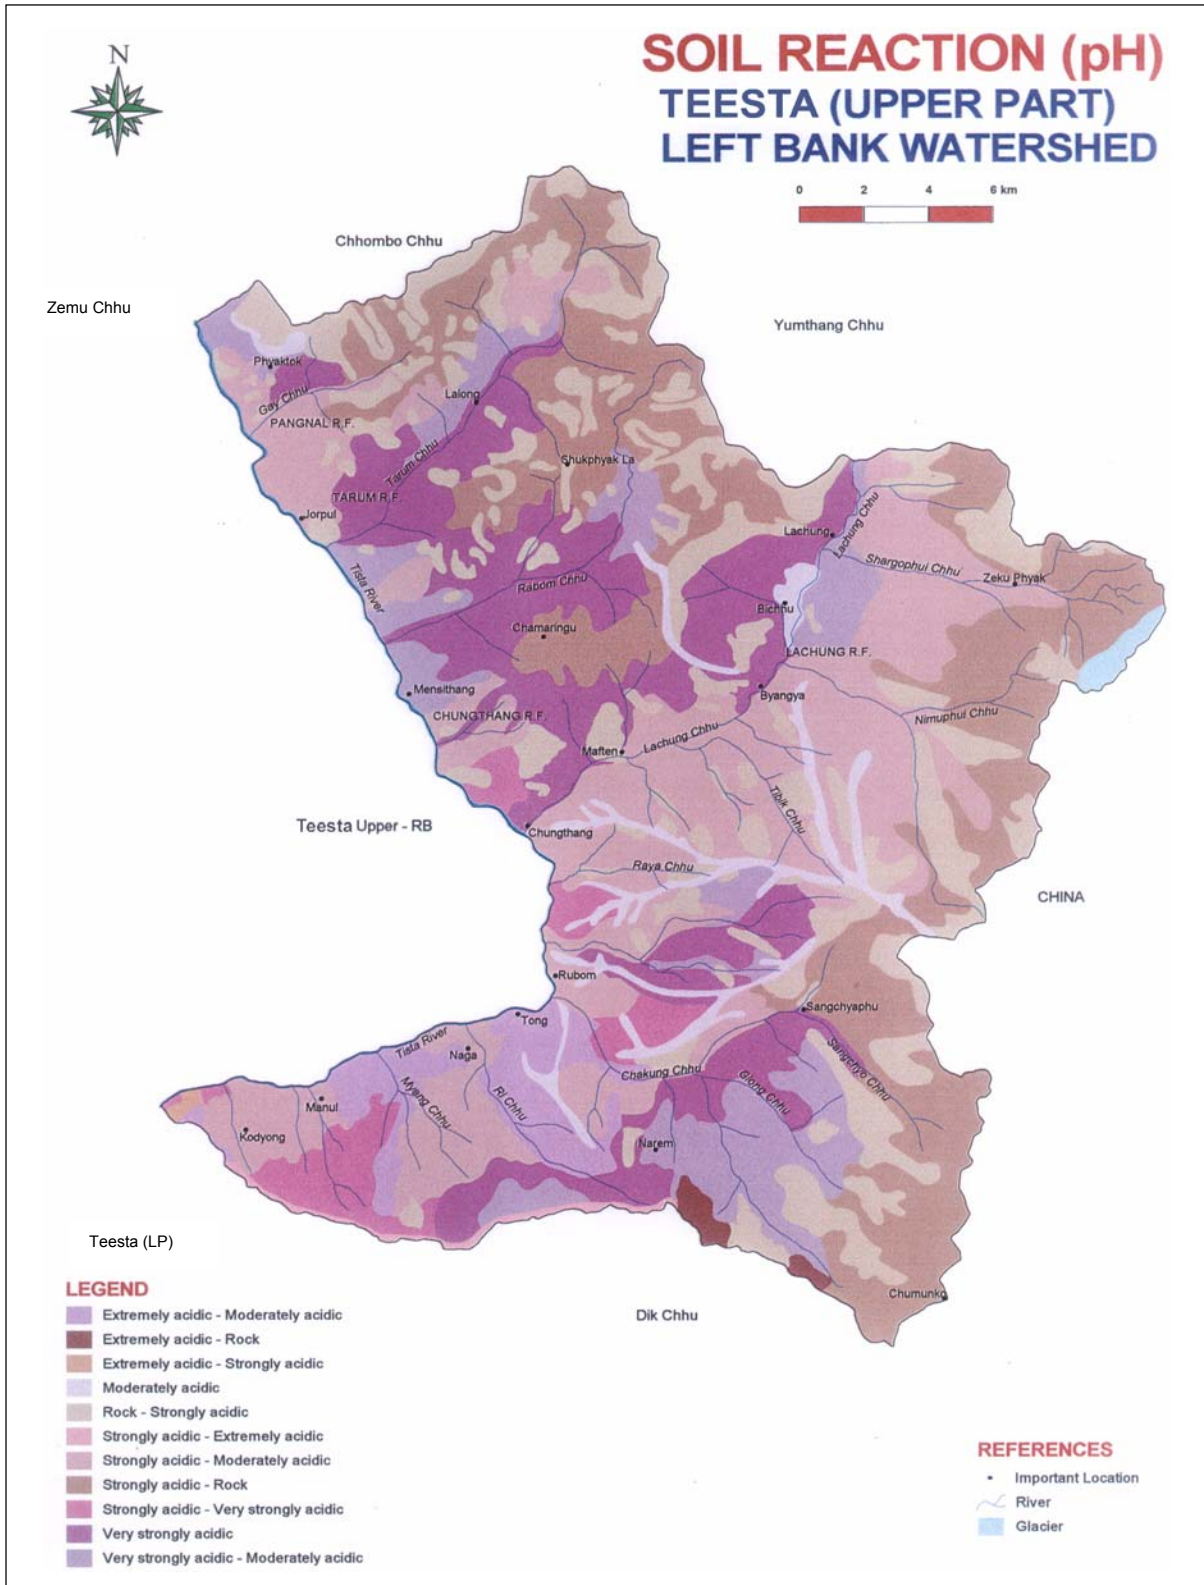 N
SOIL REACTION (pH)
TEESTA (UPPER PART)
LEFT BANK WATERSHED
0 2 4 6 km
Chhombo Chhu
Zemu Chhu
Yumthang Chhu
Phyaktok
Gay Chhu
Lalong
PANGNAL R.F.
Tarum Chhu
Shukphyak La
TARUM R.F.
Jorpul
Lachung
Lachung Chhu
Shargophui Chhu
Zeku Phyak
Tista River
Rabom Chhu
Bichhu
Chamaringu
LACHUNG R.F.
Mensithang
Byangya
CHUNGTHANG R.F.
Nimuphui Chhu
Maften
Lachung Chhu
Tibik Chhu
Teesta Upper - RB
Chungthang
Raya Chhu
CHINA
Rubom
Sangchyaphu
Tong
Tista River
Naga
Sangchyo Chhu
Chakung Chhu
Glong Chhu
Myang Chhu
Ri Chhu
Manul
Kodyong
Narem
Teesta (LP)
Chumunko
Dik Chhu
LEGEND
Extremely acidic - Moderately acidic
Extremely acidic - Rock
Extremely acidic - Strongly acidic
Moderately acidic
Rock - Strongly acidic
Strongly acidic - Extremely acidic
Strongly acidic - Moderately acidic
Strongly acidic - Rock
Strongly acidic - Very strongly acidic
Very strongly acidic
Very strongly acidic - Moderately acidic
REFERENCES
Important Location
River
Glacier